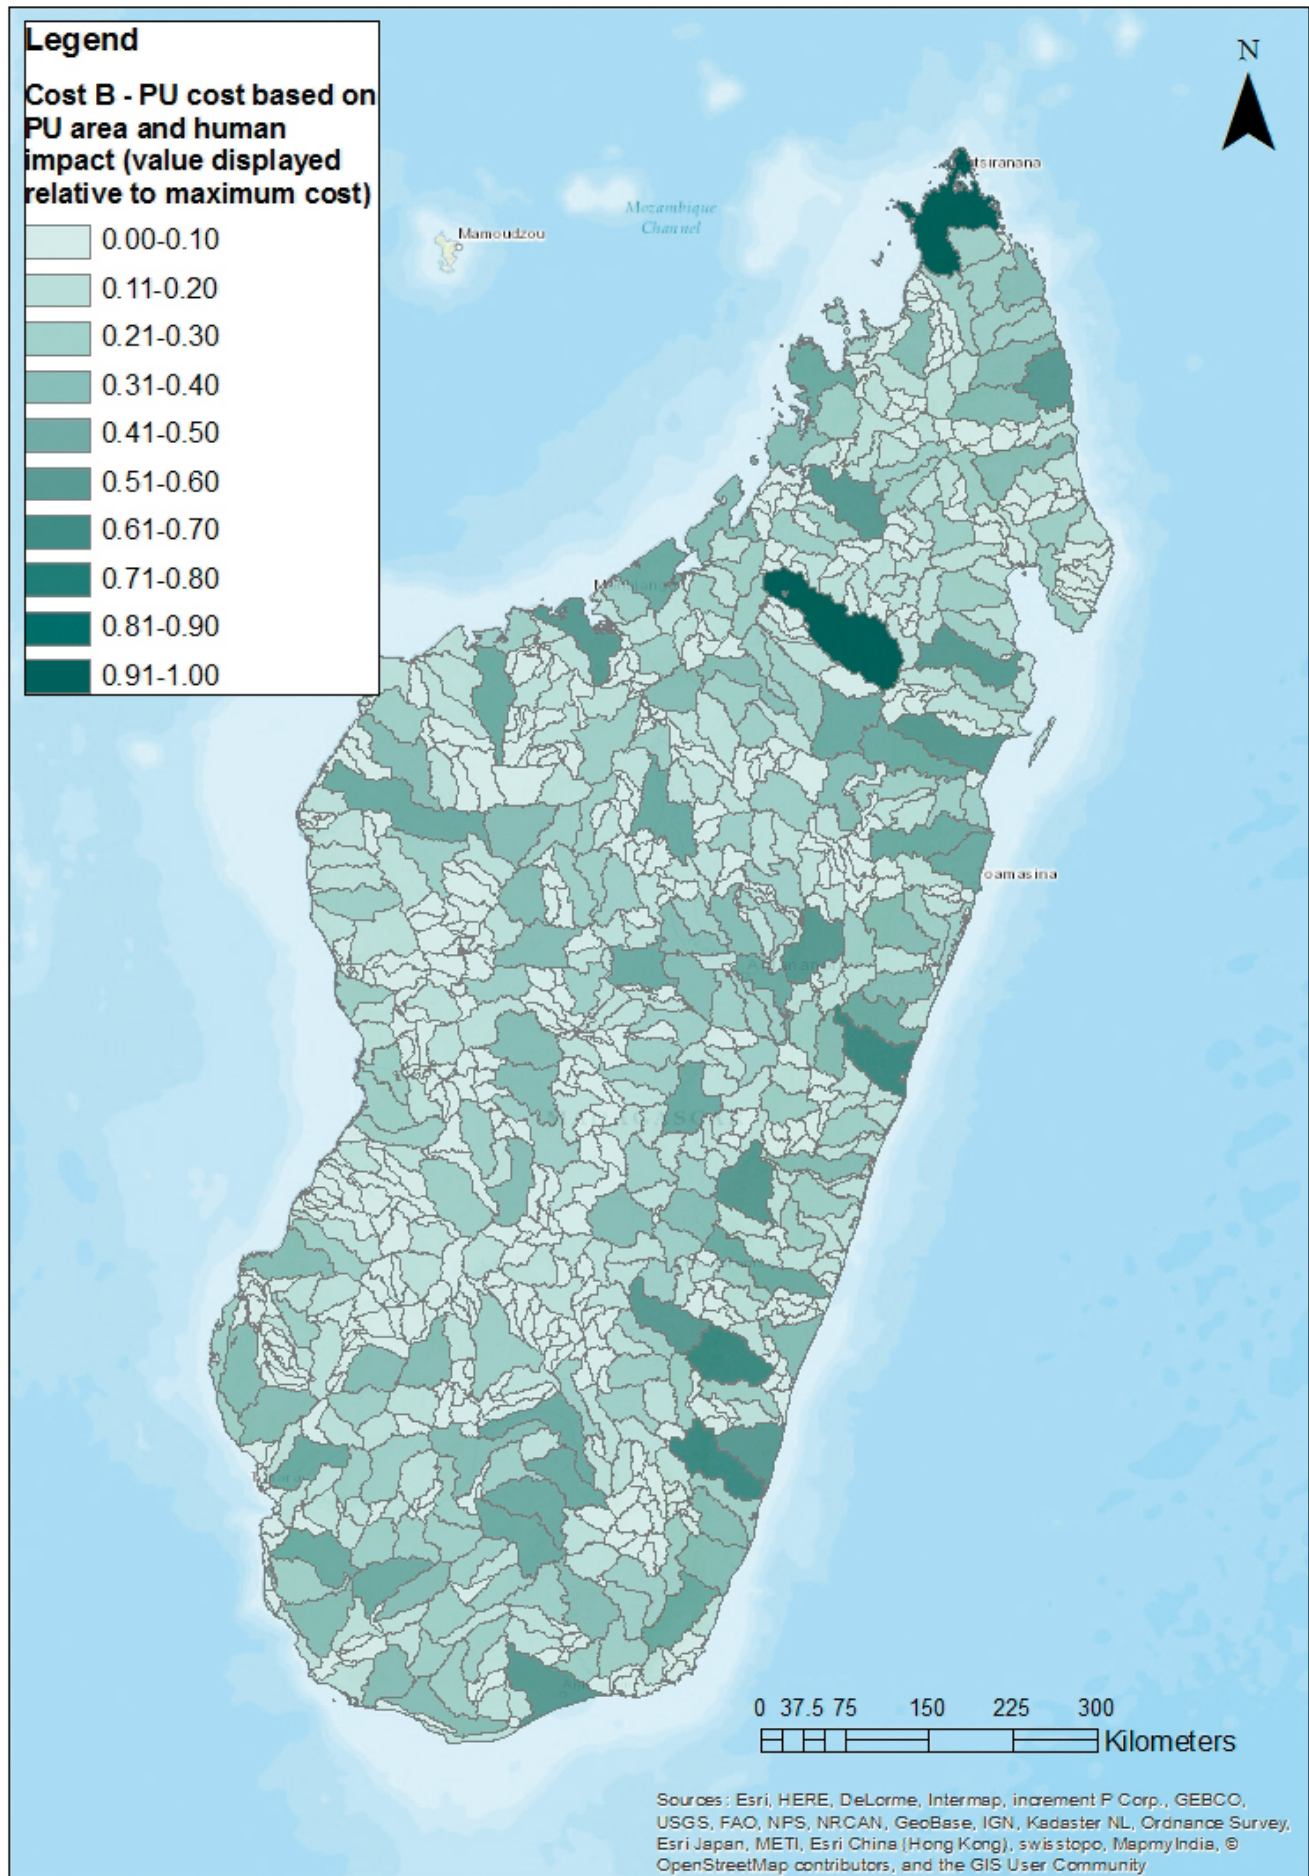 Legend
Cost B - PU cost based on
PU area and human
impact (value displayed
relative to maximum cost)
0.00-0.10
0.11-0.20
0.21-0.30
0.31-0.40
0.41-0.50
0.51-0.60
0.61-0.70
0.71-0.80
0.81-0.90
0.91-1.00
N
tsiranana
Mozambique
Channel
Mamoudzou
oamasina
0 37.5 75 150 225 300
Kilometers
Sources: Esri, HERE, DeLorme, Intermap, increment P Corp., GEBCO,
USGS, FAO, NPS, NRCAN, GeoBase, IGN, Kadaster NL, Ordnance Survey,
Esri Japan, METI, Esri China (Hong Kong), swisstopo, MapmyIndia, ©
OpenStreetMap contributors, and the GIS User Community